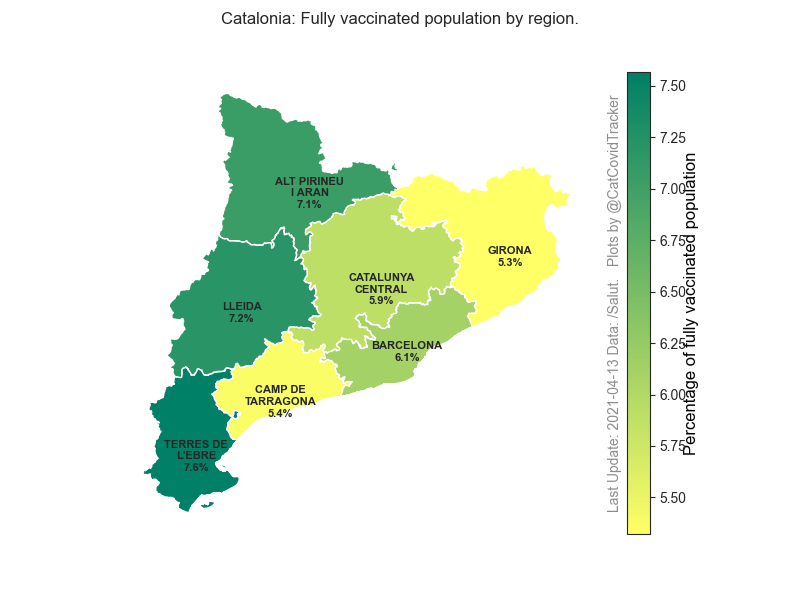 Catalonia: Fully vaccinated population by region.
ALT PIRINEU
I ARAN
7.1%
GIRONA
5.3%
CATALUNYA
CENTRAL
5.9%
LLEIDA
7.2%
BARCELONA
6.1%
CAMP DE
TARRAGONA
5.4%
TERRES DE
L'EBRE
7.6%
Last Update: 2021-04-13 Data: /Salut. Plots by @CatCovidTracker
7.50
7.25
7.00
6.75
6.50
6.25
6.00
5.75
5.50
Percentage of fully vaccinated population